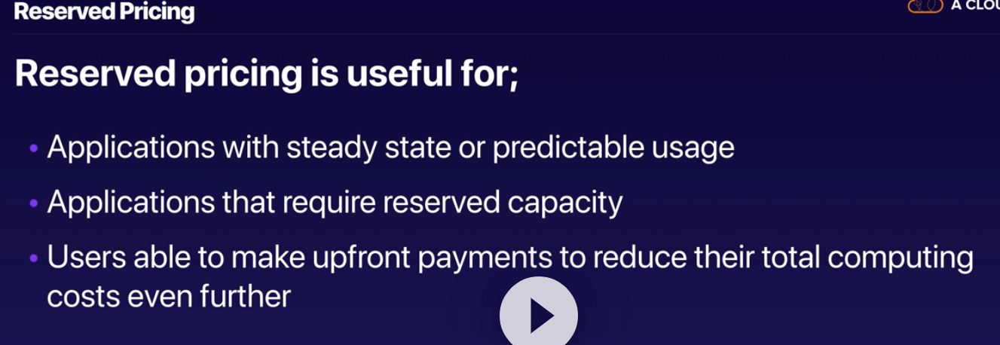 Reserved Pricing
A CLOU
Reserved pricing is useful for;
• Applications with steady state or predictable usage
• Applications that require reserved capacity
• Users able to make upfront payments to reduce their total computing
costs even further